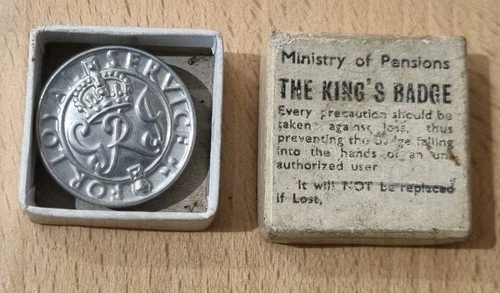 FOR LOYAL SERVICE
Ministry of Pensions
THE KING'S BADGE
Every precaution should be
taken against loss, thus
preventing the badge falling
into the hands of an un
authorized user
It will NOT be replaced
if Lost,